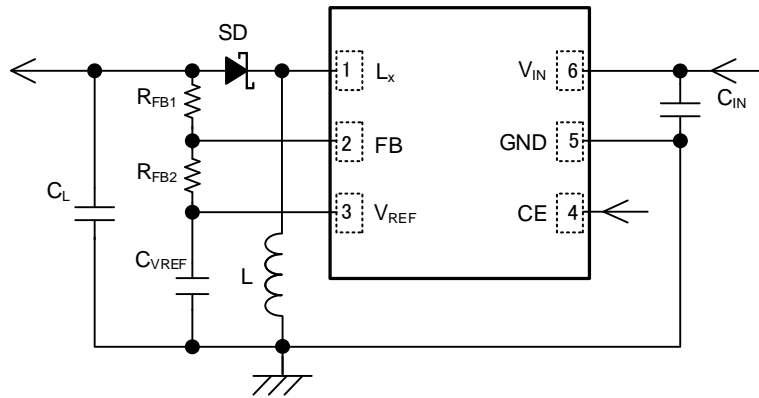 SD
1 Lx
VIN 6
RFB1
CIN
2 FB
GND 5
RFB2
CL
3 VREF
CE 4
CVREF
L